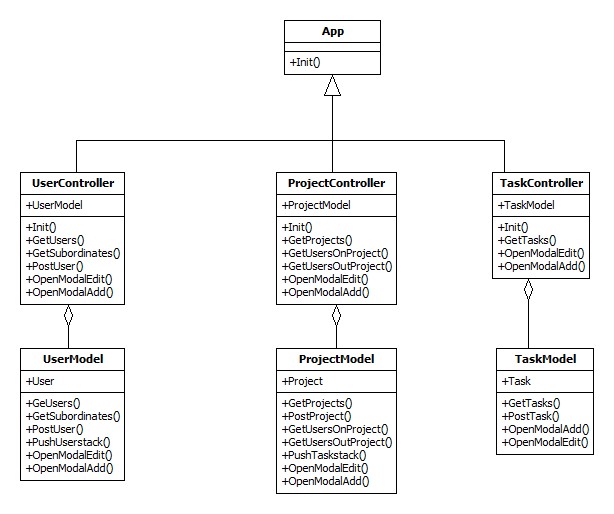 App
+Init()
UserController
+UserModel
+Init()
+GetUsers()
+GetSubordinates()
+PostUser()
+OpenModalEdit()
+OpenModalAdd()
ProjectController
+ProjectModel
+Init()
+GetProjects()
+GetUsersOnProject()
+GetUsersOutProject()
+OpenModalEdit()
+OpenModalAdd()
TaskController
+TaskModel
+Init()
+GetTasks()
+OpenModalEdit()
+OpenModalAdd()
UserModel
+User
+GeUsers()
+GetSubordinates()
+PostUser()
+PushUserstack()
+OpenModalEdit()
+OpenModalAdd()
ProjectModel
+Project
+GetProjects()
+PostProject()
+GetUsersOnProject()
+GetUsersOutProject()
+PushTaskstack()
+OpenModalEdit()
+OpenModalAdd()
TaskModel
+Task
+GetTasks()
+PostTask()
+OpenModalAdd()
+OpenModalEdit()